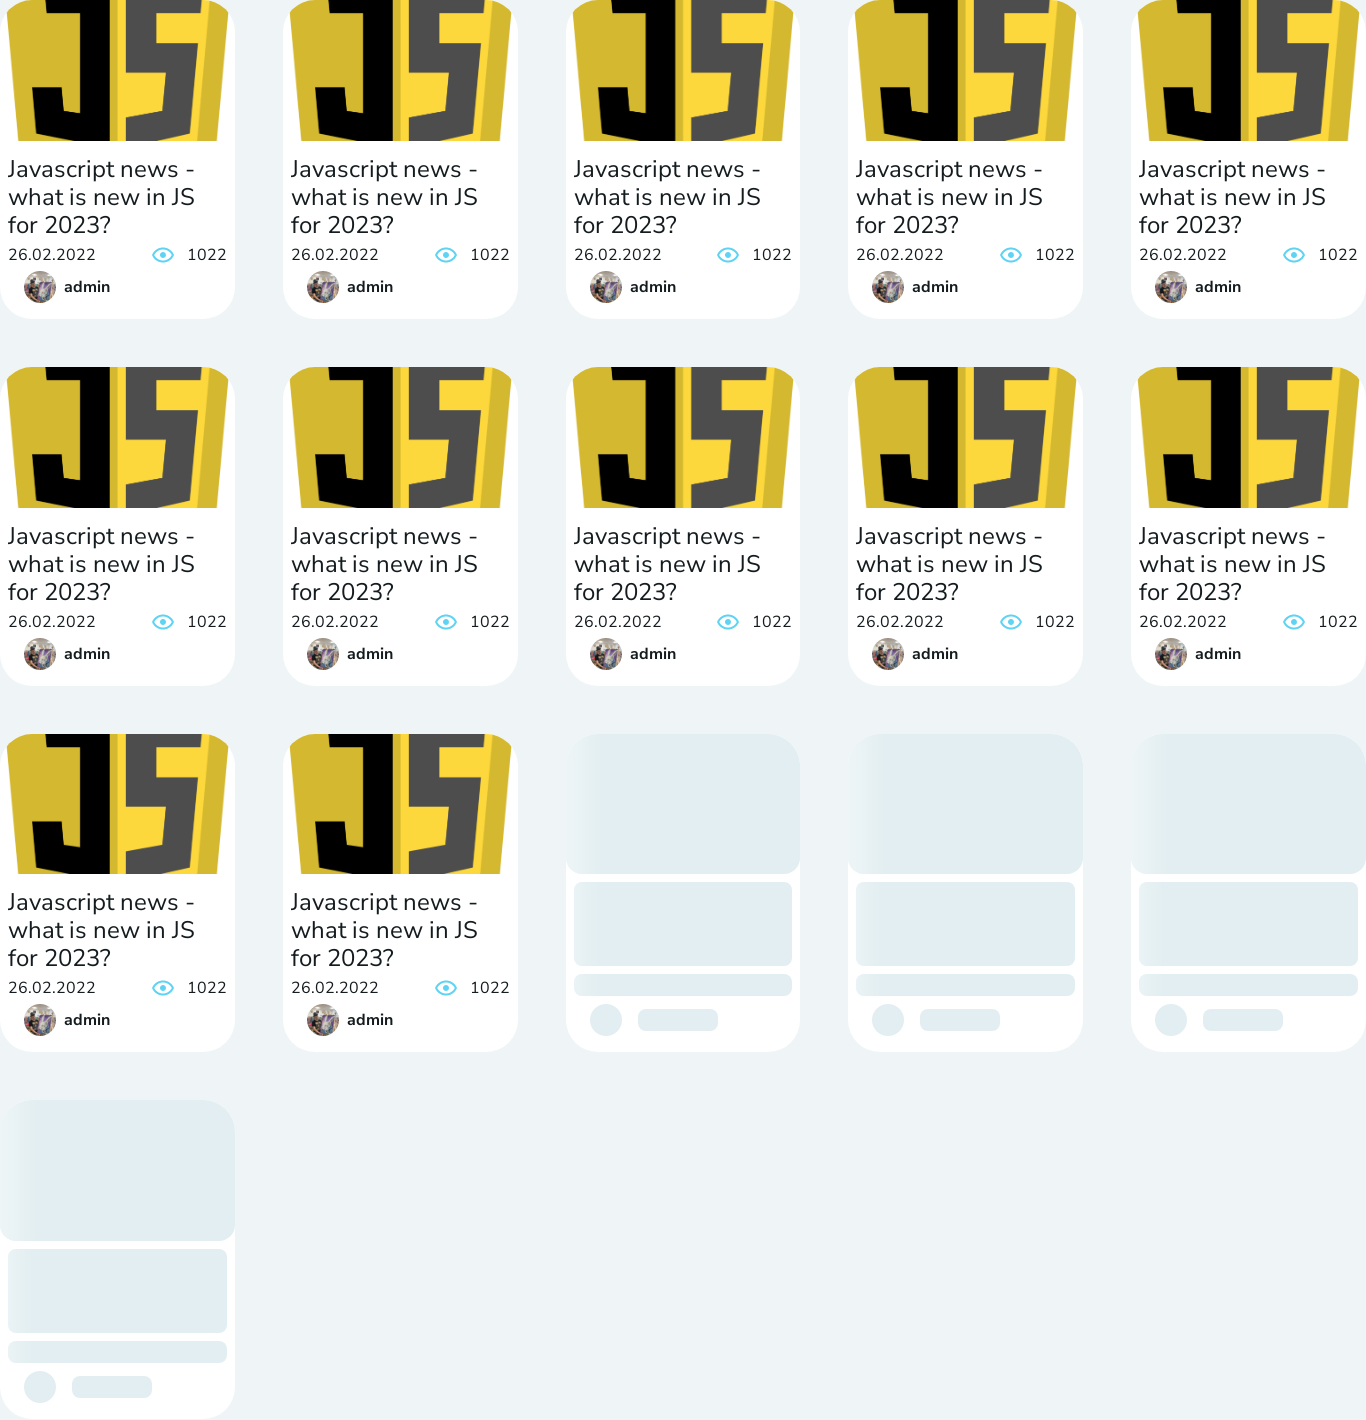 JS JS JS JS JS
Javascript news - Javascript news - Javascript news - Javascript news - Javascript news -
what is new in JS what is new in JS what is new in JS what is new in JS what is new in JS
for 2023? for 2023? for 2023? for 2023? for 2023?
26.02.2022 1022 26.02.2022 1022 26.02.2022 1022 26.02.2022 1022 26.02.2022 1022
admin admin admin admin admin
JS JS JS JS JS
Javascript news - Javascript news - Javascript news - Javascript news - Javascript news -
what is new in JS what is new in JS what is new in JS what is new in JS what is new in JS
for 2023? for 2023? for 2023? for 2023? for 2023?
26.02.2022 1022 26.02.2022 1022 26.02.2022 1022 26.02.2022 1022 26.02.2022 1022
admin admin admin admin admin
JS JS
Javascript news - Javascript news -
what is new in JS what is new in JS
for 2023? for 2023?
26.02.2022 1022 26.02.2022 1022
admin admin